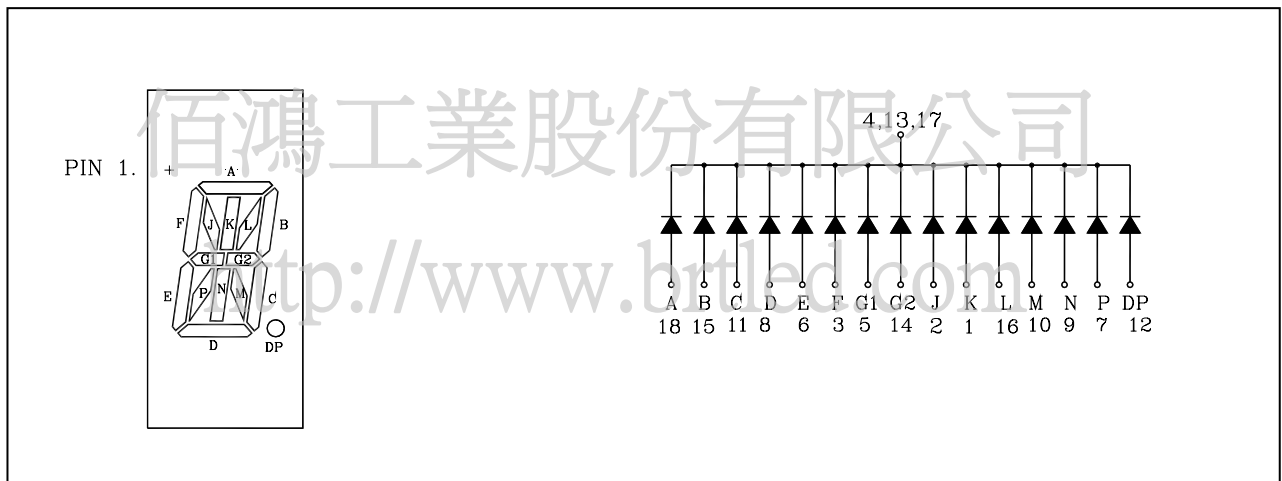 佰鴻工業股份有限公司
http://www.brtled.com
PIN 1. +
A
F J K L B
G1 G2
E P N M C
D DP
4,13,17
A B C D E F G1 G2 J K L M N P DP
18 15 11 8 6 3 5 14 2 1 16 10 9 7 12